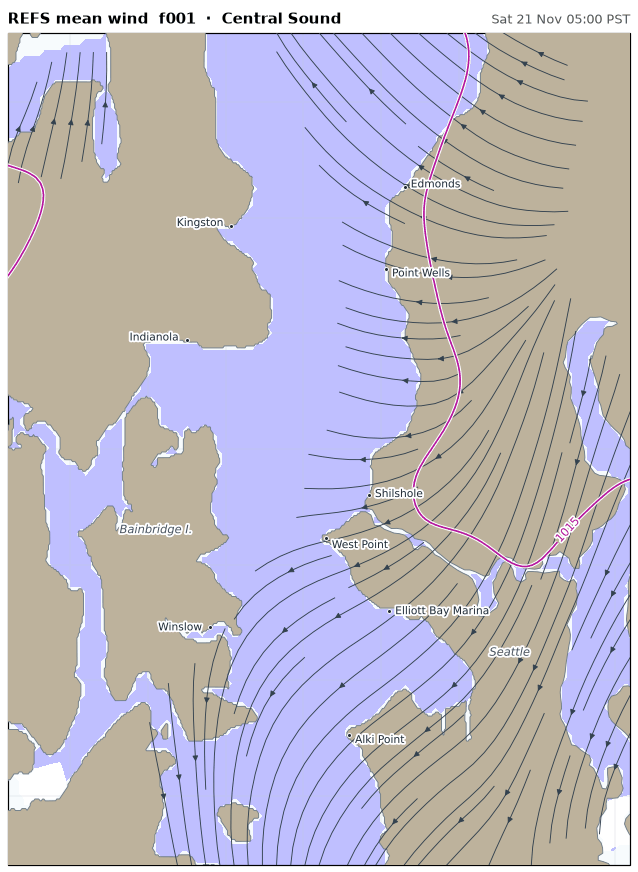 REFS mean wind f001 · Central Sound
Sat 21 Nov 05:00 PST
Edmonds
Kingston
Point Wells
Indianola
Shilshole
1015
Bainbridge I.
West Point
Elliott Bay Marina
Winslow
Seattle
Alki Point